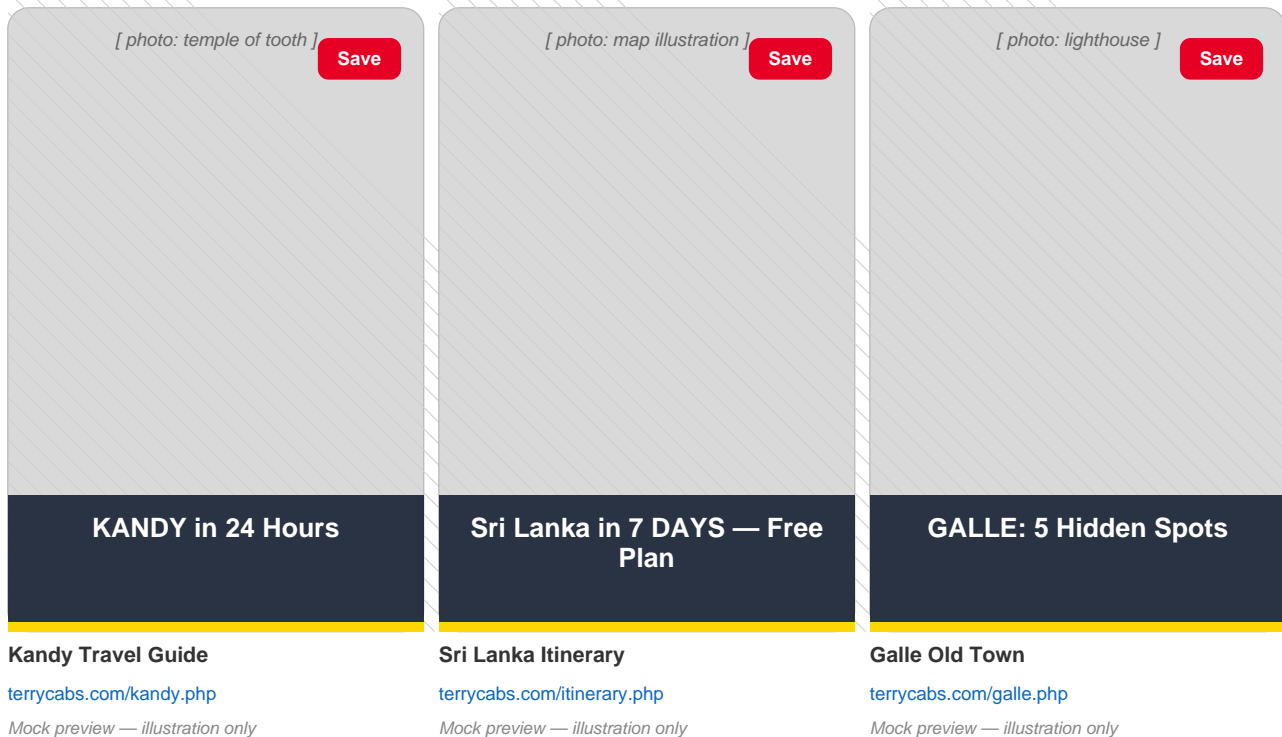 [ photo: temple of tooth ]
Save
KANDY in 24 Hours
Kandy Travel Guide
terrycabs.com/kandy.php
Mock preview — illustration only
[ photo: map illustration ]
Save
Sri Lanka in 7 DAYS — Free
Plan
Sri Lanka Itinerary
terrycabs.com/itinerary.php
Mock preview — illustration only
[ photo: lighthouse ]
Save
GALLE: 5 Hidden Spots
Galle Old Town
terrycabs.com/galle.php
Mock preview — illustration only